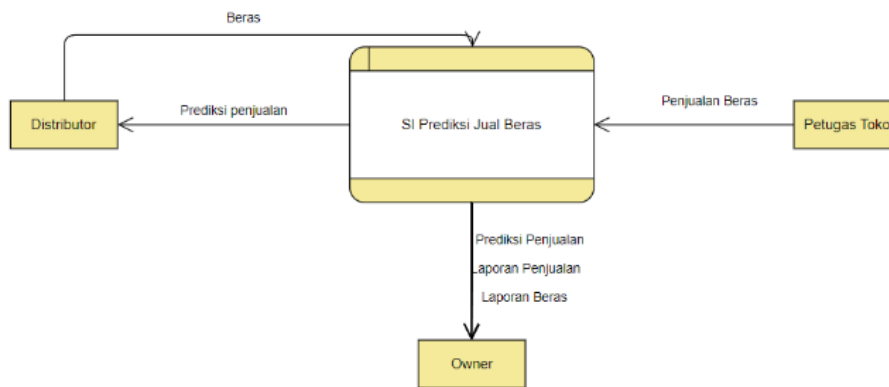 Beras
Prediksi penjualan
Penjualan Beras
Distributor
SI Prediksi Jual Beras
Petugas Toko
Prediksi Penjualan
Laporan Penjualan
Laporan Beras
Owner